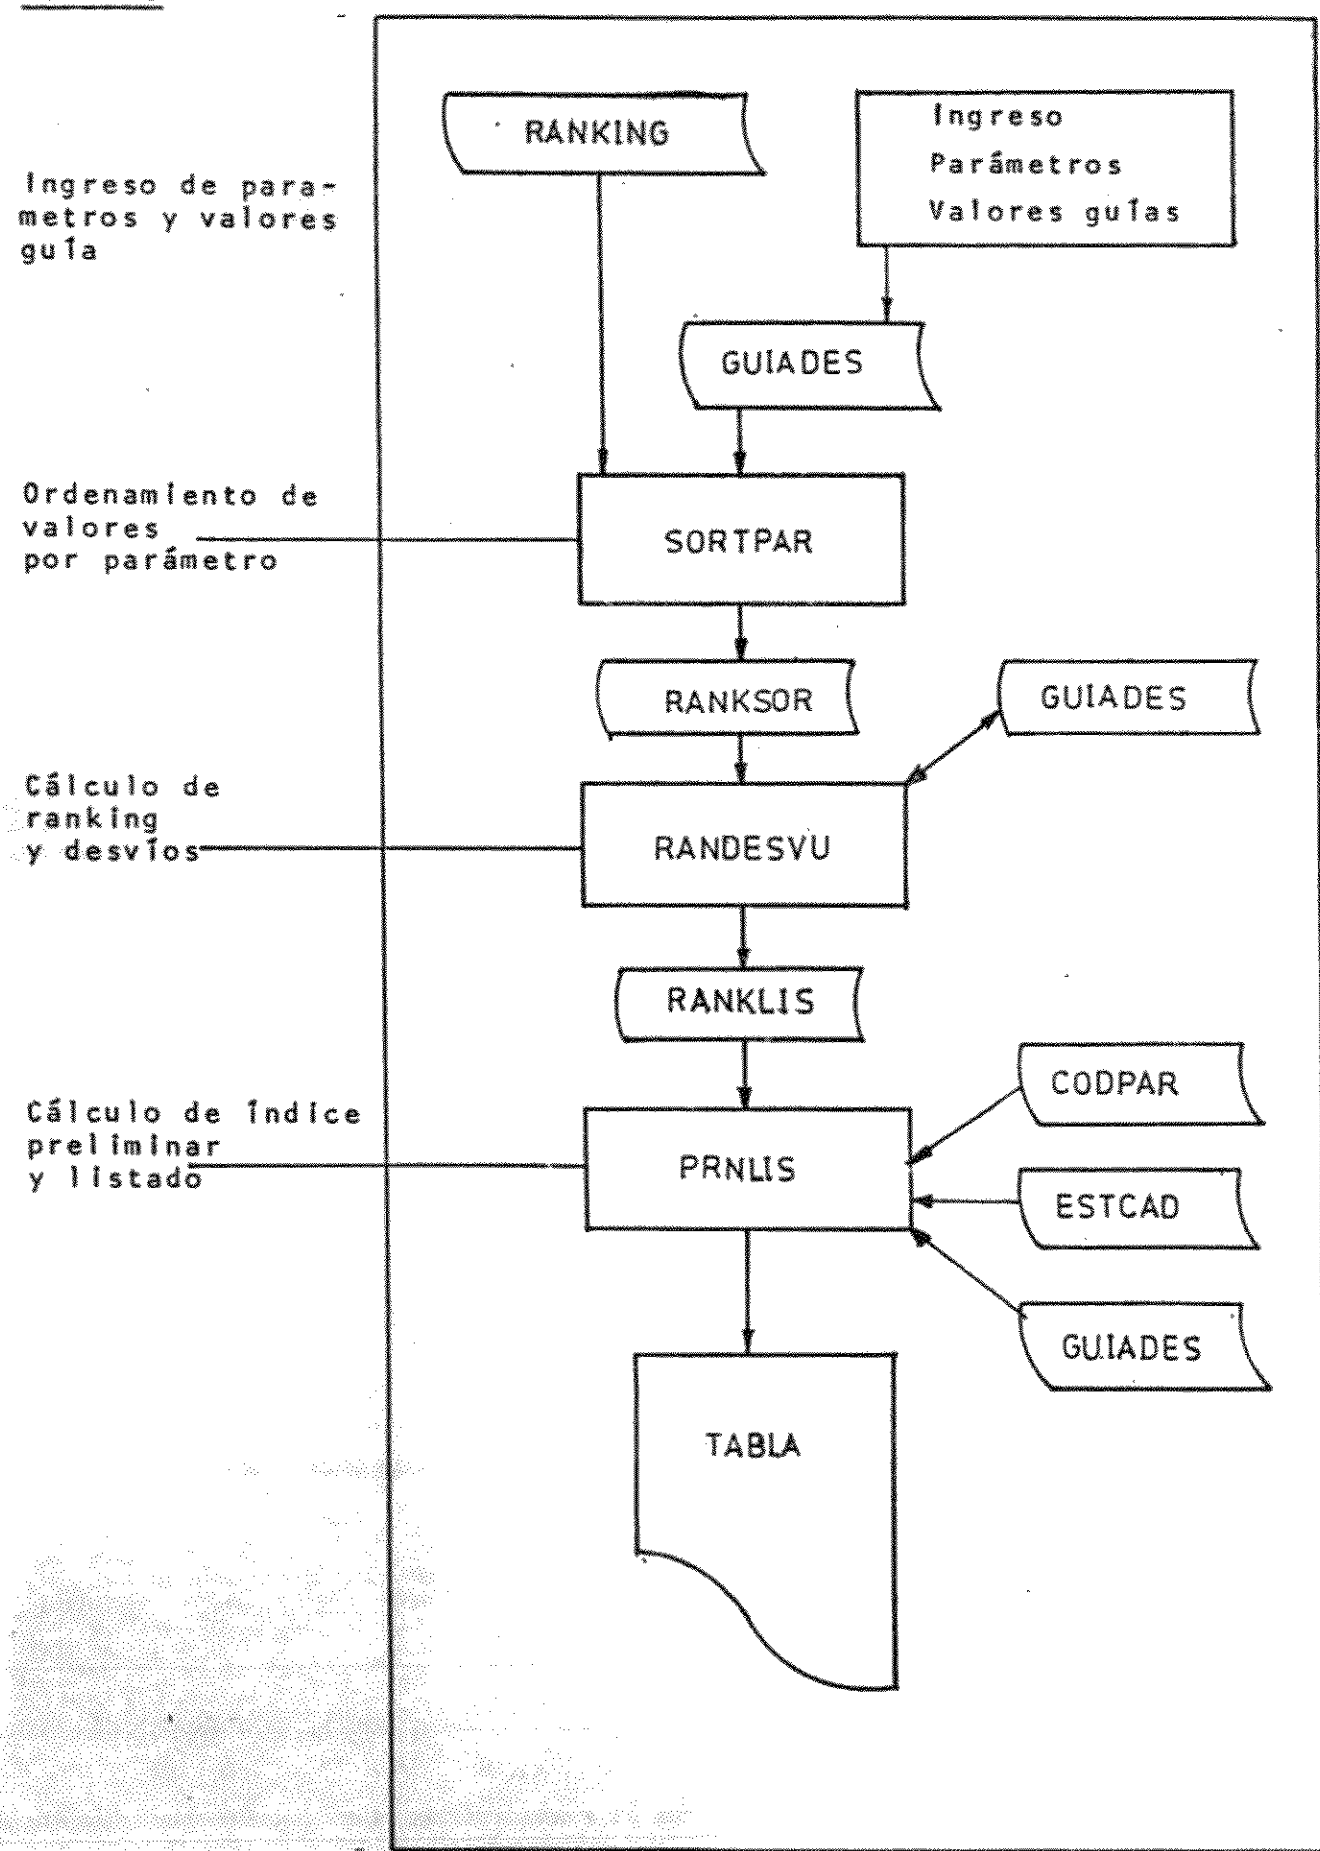 RANKING
Ingreso
Parámetros
Valores guías
Ingreso de para-
metros y valores
guía
GUIADES
Ordenamiento de
valores
por parámetro
SORTPAR
RANKSOR
GUIADES
Cálculo de
ranking
y desvíos
RANDESVU
RANKLIS
CODPAR
Cálculo de índice
preliminar
y listado
PRNLIS
ESTCAD
GUIADES
TABLA